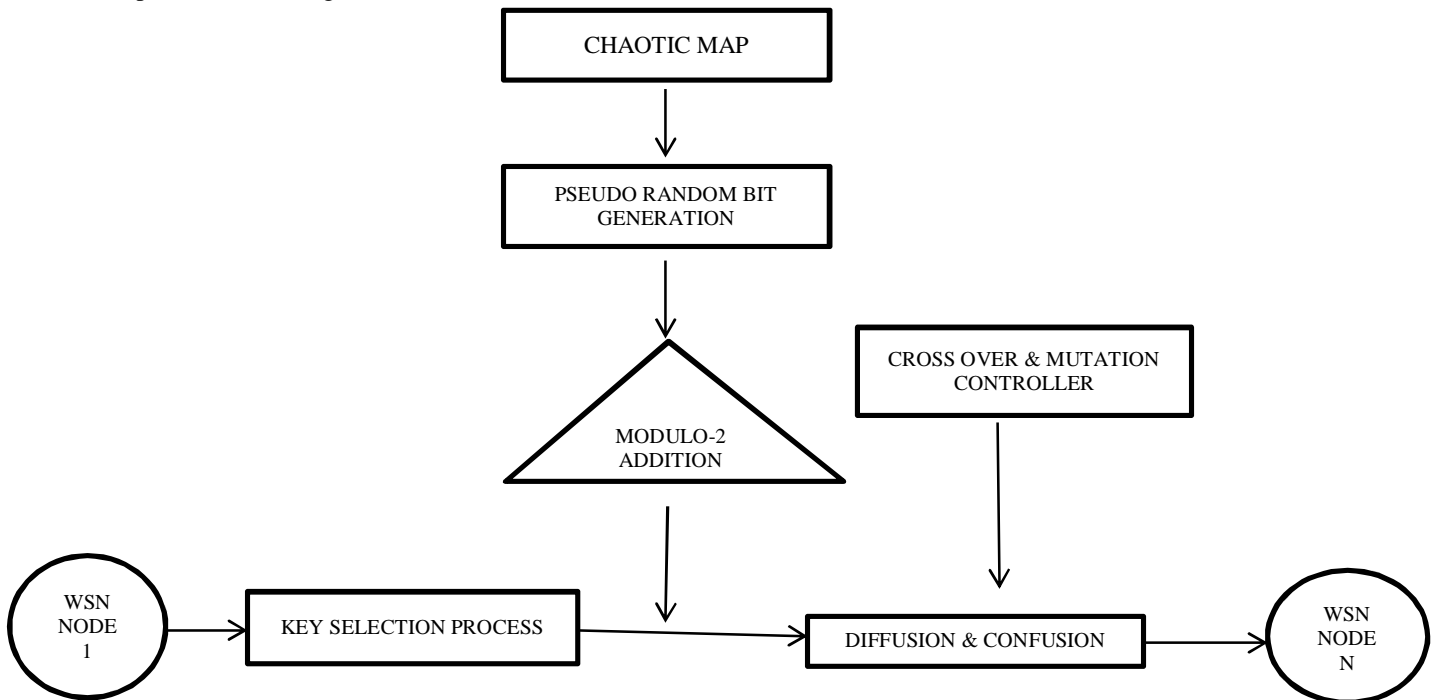 CHAOTIC MAP
PSEUDO RANDOM BIT
GENERATION
CROSS OVER & MUTATION
CONTROLLER
MODULO-2
ADDITION
WSN
NODE
1
KEY SELECTION PROCESS
DIFFUSION & CONFUSION
WSN
NODE
N